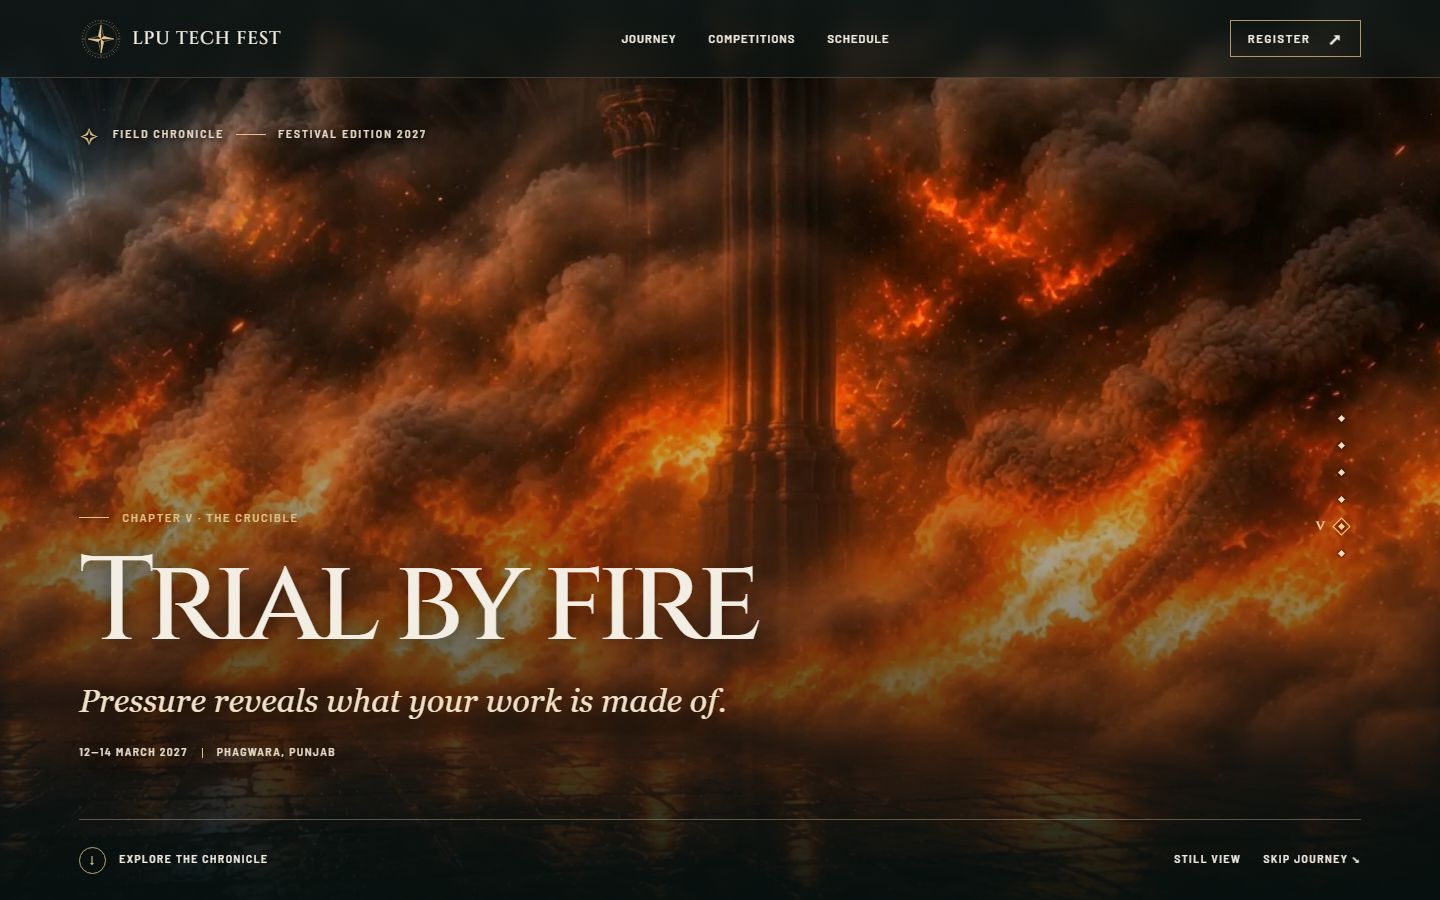 LPU TECH FEST
JOURNEY COMPETITIONS SCHEDULE
REGISTER ↗
FIELD CHRONICLE — FESTIVAL EDITION 2027
CHAPTER V · THE CRUCIBLE
V
TRIAL BY FIRE
Pressure reveals what your work is made of.
12–14 MARCH 2027 | PHAGWARA, PUNJAB
↓ EXPLORE THE CHRONICLE
STILL VIEW SKIP JOURNEY ↘